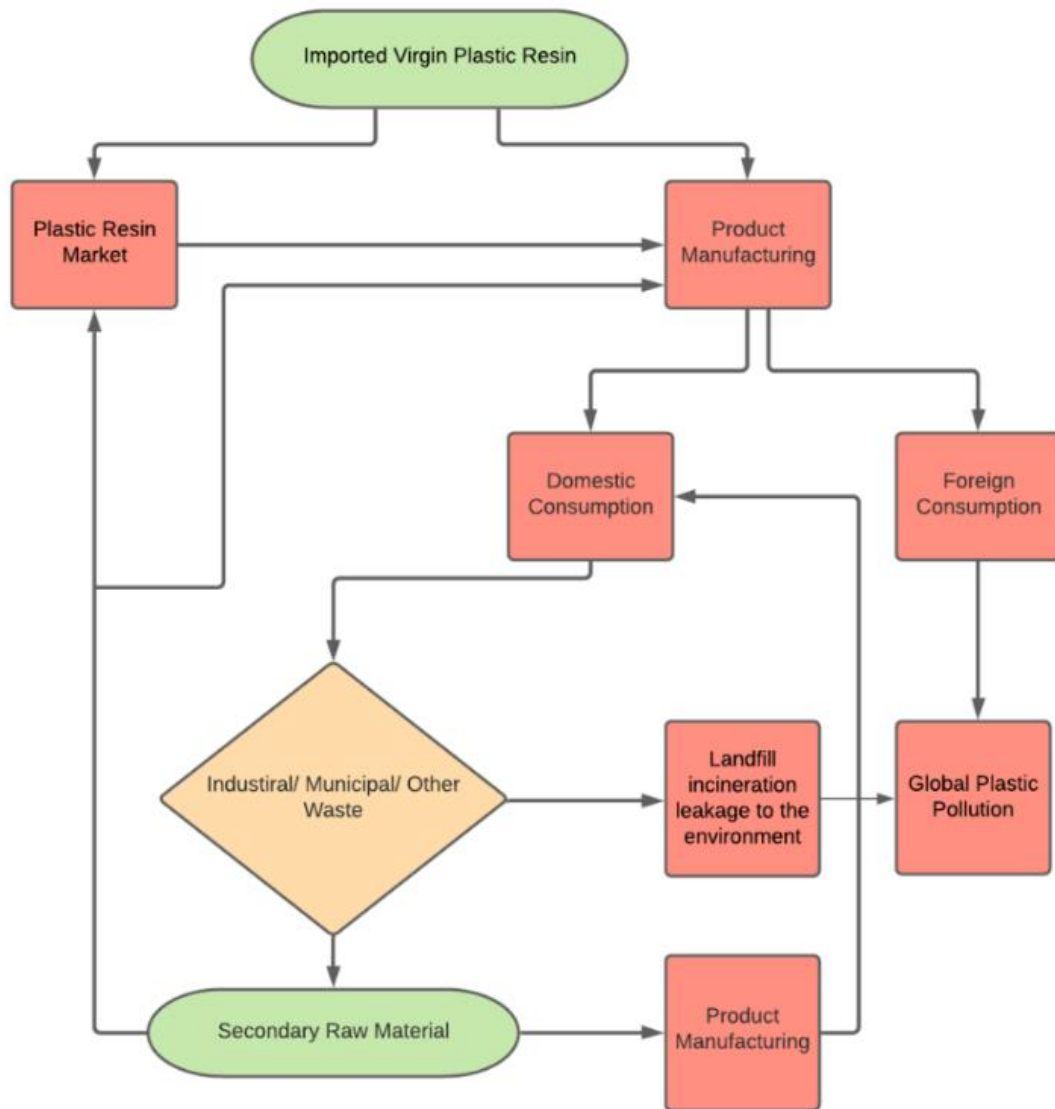 Imported Virgin Plastic Resin
Plastic Resin
Market
Product
Manufacturing
Domestic
Consumption
Foreign
Consumption
Industiral/ Municipal/ Other
Waste
Landfill
incineration
leakage to the
environment
Global Plastic
Pollution
Secondary Raw Material
Product
Manufacturing